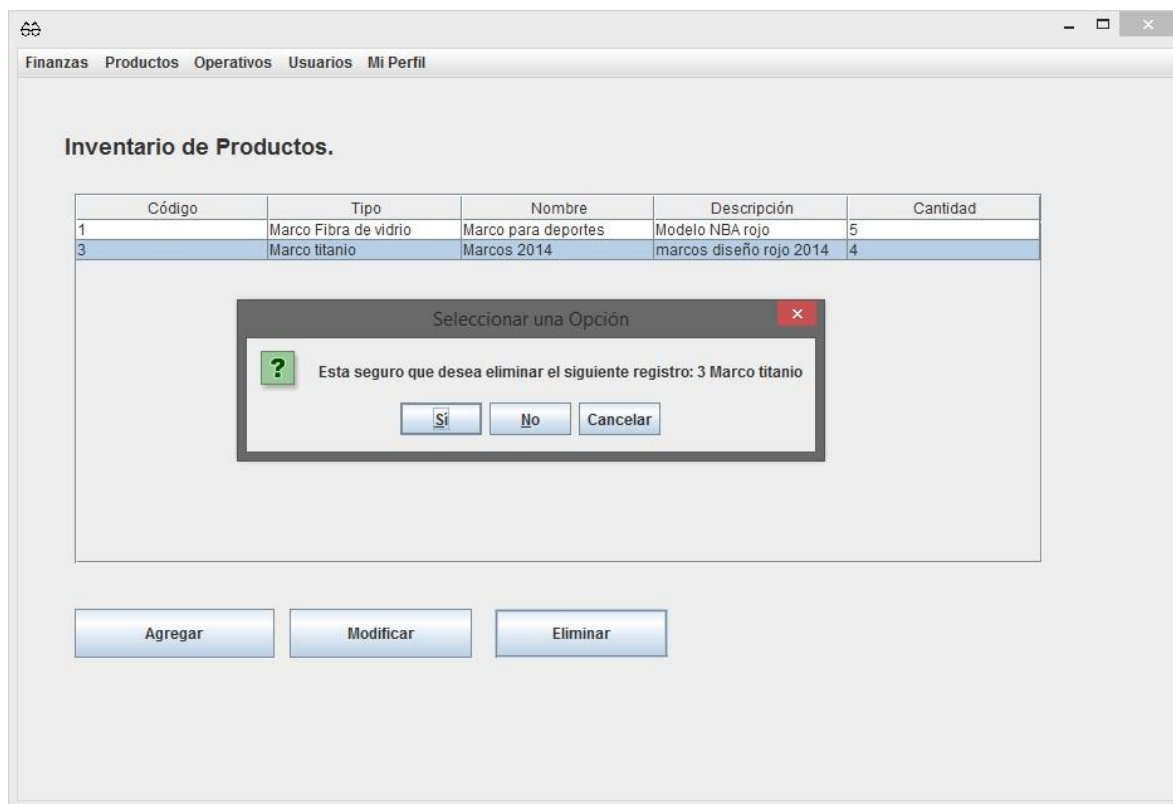 Finanzas Productos Operativos Usuarios Mi Perfil
Inventario de Productos.
Código Tipo Nombre Descripción Cantidad
1 Marco Fibra de vidrio Marco para deportes Modelo NBA rojo 5
3 Marco titanio Marcos 2014 marcos diseño rojo 2014 4
Seleccionar una Opción
Esta seguro que desea eliminar el siguiente registro: 3 Marco titanio
Sí No Cancelar
Agregar Modificar Eliminar